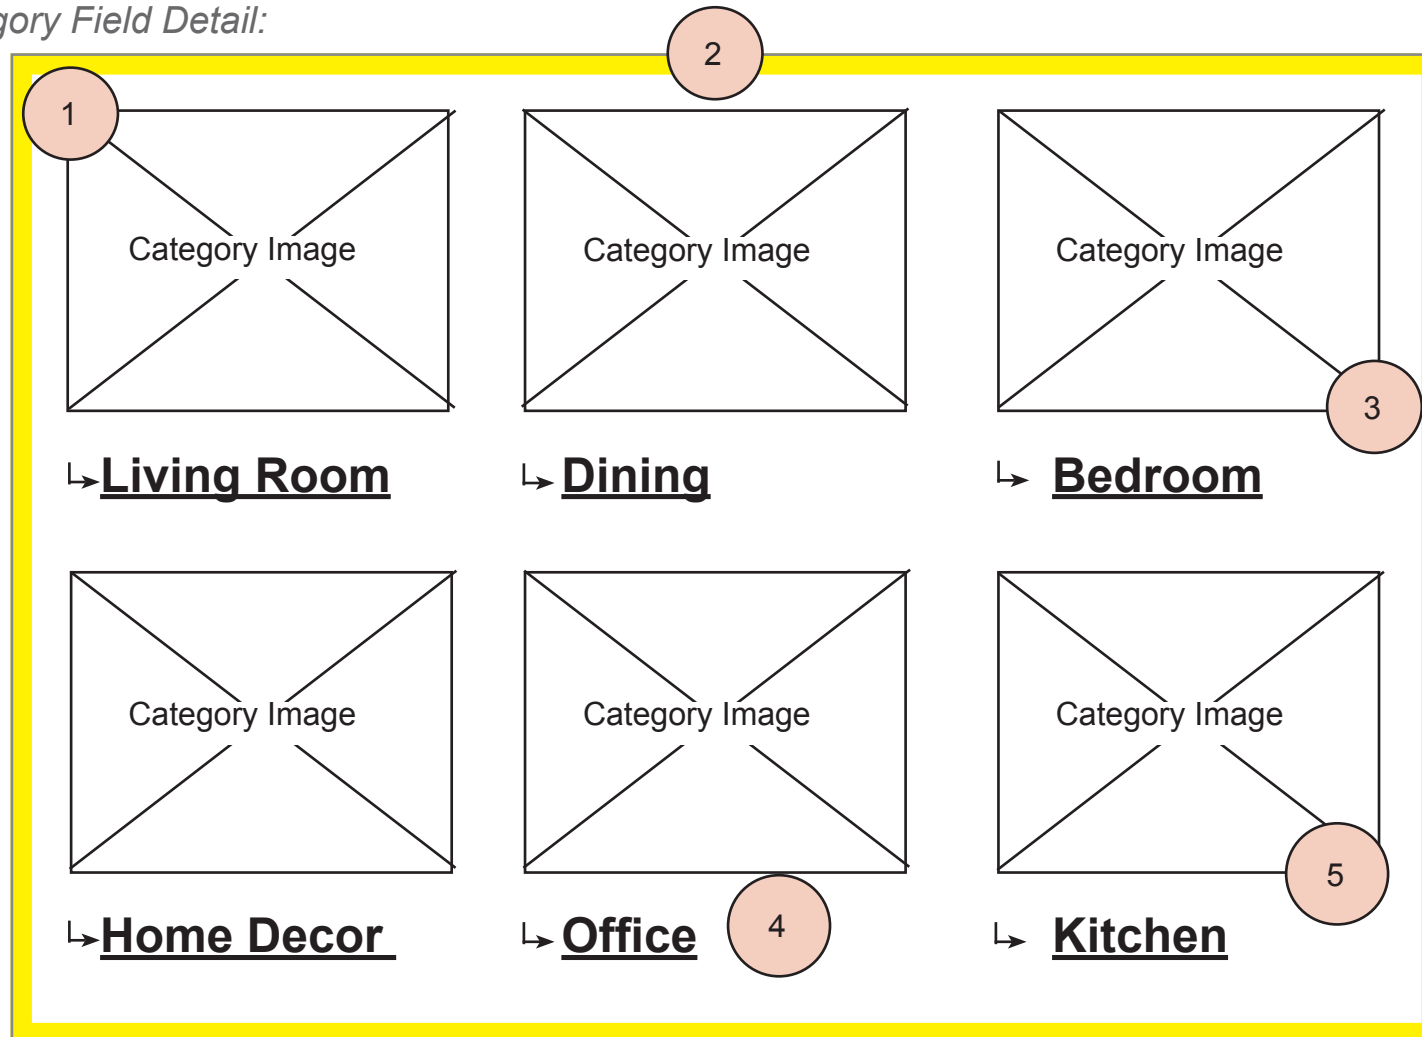 gory Field Detail:
2
1
Category Image
Category Image
Category Image
3
Living Room
Dining
Bedroom
Category Image
Category Image
Category Image
5
4
Home Decor
Office
Kitchen